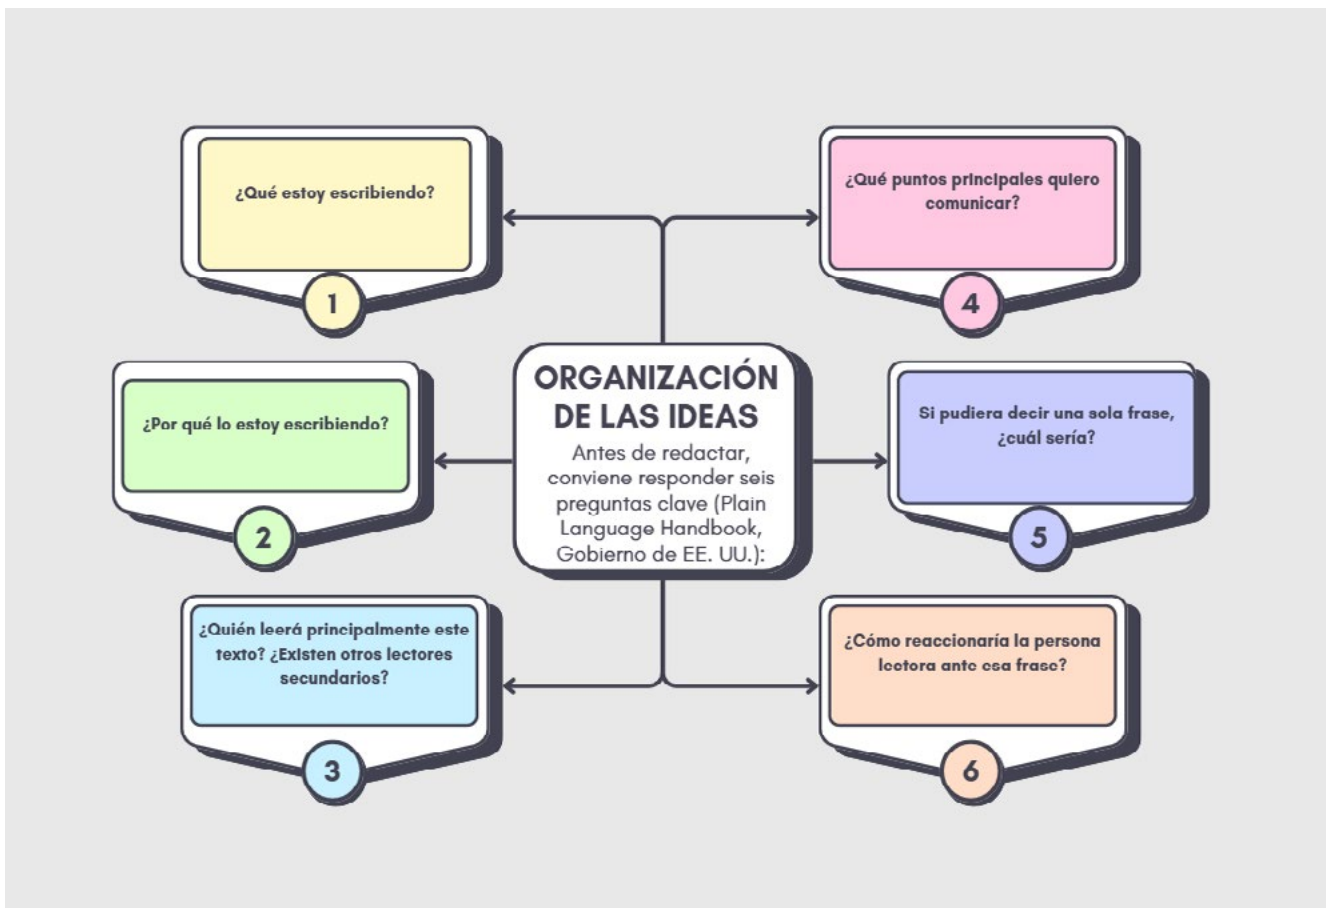 ORGANIZACIÓN
DE LAS IDEAS
Antes de redactar,
conviene responder seis
preguntas clave (Plain
Language Handbook,
Gobierno de EE. UU.):
¿Qué estoy escribiendo?
1
¿Por qué lo estoy escribiendo?
2
¿Quién leerá principalmente este
texto? ¿Existen otros lectores
secundarios?
3
¿Qué puntos principales quiero
comunicar?
4
Si pudiera decir una sola frase,
¿cuál sería?
5
¿Cómo reaccionaría la persona
lectora ante esa frase?
6